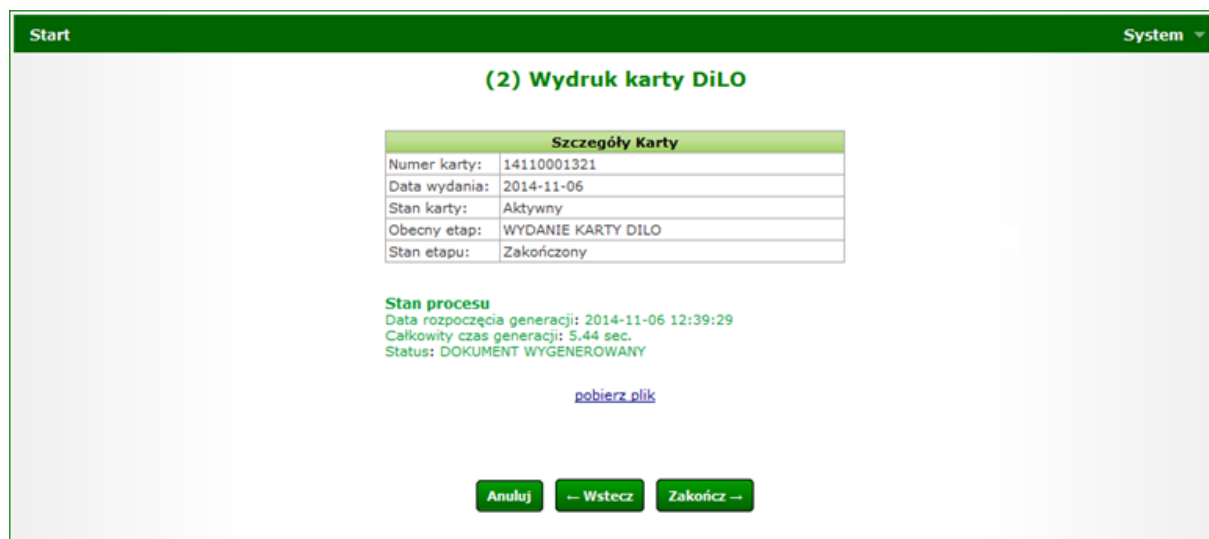 Start System
(2) Wydruk karty DiLO
Szczegóły Karty
Numer karty: 14110001321
Data wydania: 2014-11-06
Stan karty: Aktywny
Obecny etap: WYDANIE KARTY DILO
Stan etapu: Zakończony
Stan procesu
Data rozpoczęcia generacji: 2014-11-06 12:39:29
Całkowity czas generacji: 5.44 sec.
Status: DOKUMENT WYGENEROWANY
pobierz plik
Anuluj ← Wstecz Zakończ →